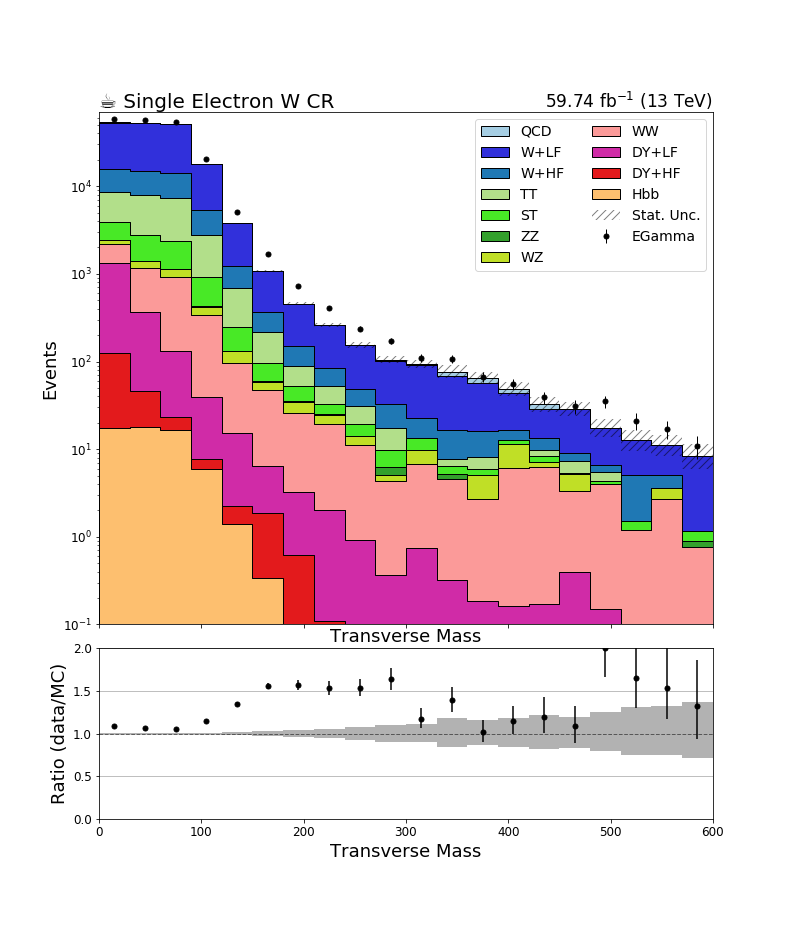 ☕ Single Electron W CR
59.74 fb⁻¹ (13 TeV)
QCD
W+LF
W+HF
TT
ST
ZZ
WZ
WW
DY+LF
DY+HF
Hbb
Stat. Unc.
EGamma
Events
10⁴
10³
10²
10¹
10⁰
10⁻¹
Transverse Mass
Ratio (data/MC)
2.0
1.5
1.0
0.5
0.0
0 100 200 300 400 500 600
Transverse Mass